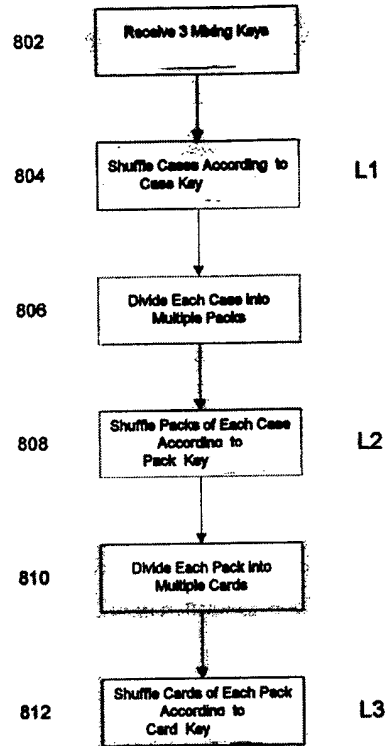 802
Receive 3 Mixing Keys
804
Shuffle Cases According to
Case Key
L1
806
Divide Each Case into
Multiple Packs
808
Shuffle Packs of Each Case
According to
Pack Key
L2
810
Divide Each Pack into
Multiple Cards
812
Shuffle Cards of Each Pack
According to
Card Key
L3